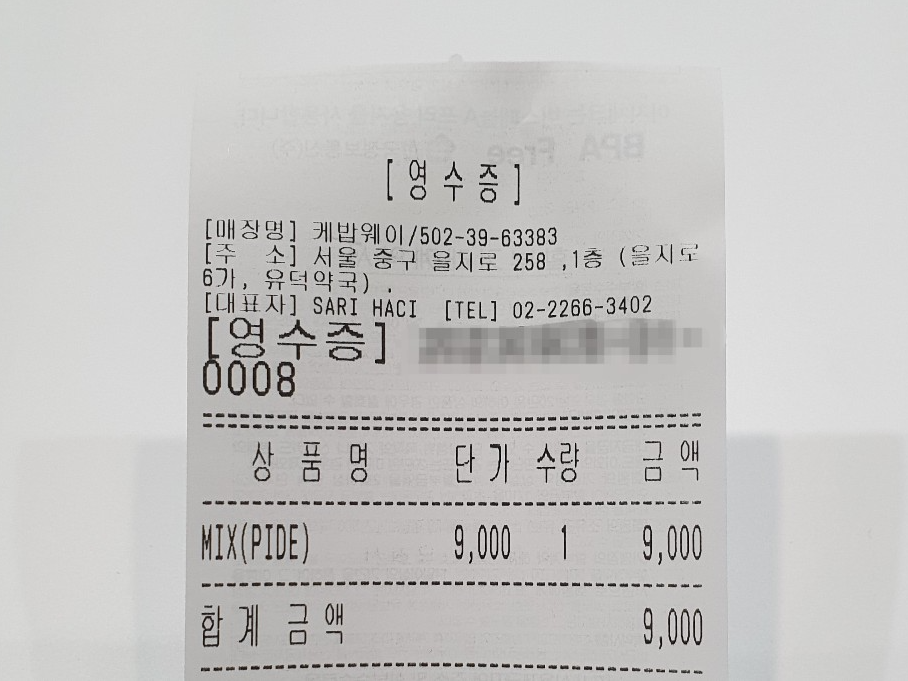 [영수증]
[매장명] 케밥웨이/502-39-63383
[주 소] 서울 중구 을지로 258 ,1층 (을지로
6가, 유덕약국) .
[대표자] SARI HACI [TEL] 02-2266-3402
[영수증]
0008
상 품 명 단 가 수량 금 액
MIX(PIDE) 9,000 1 9,000
합 계 금 액 9,000